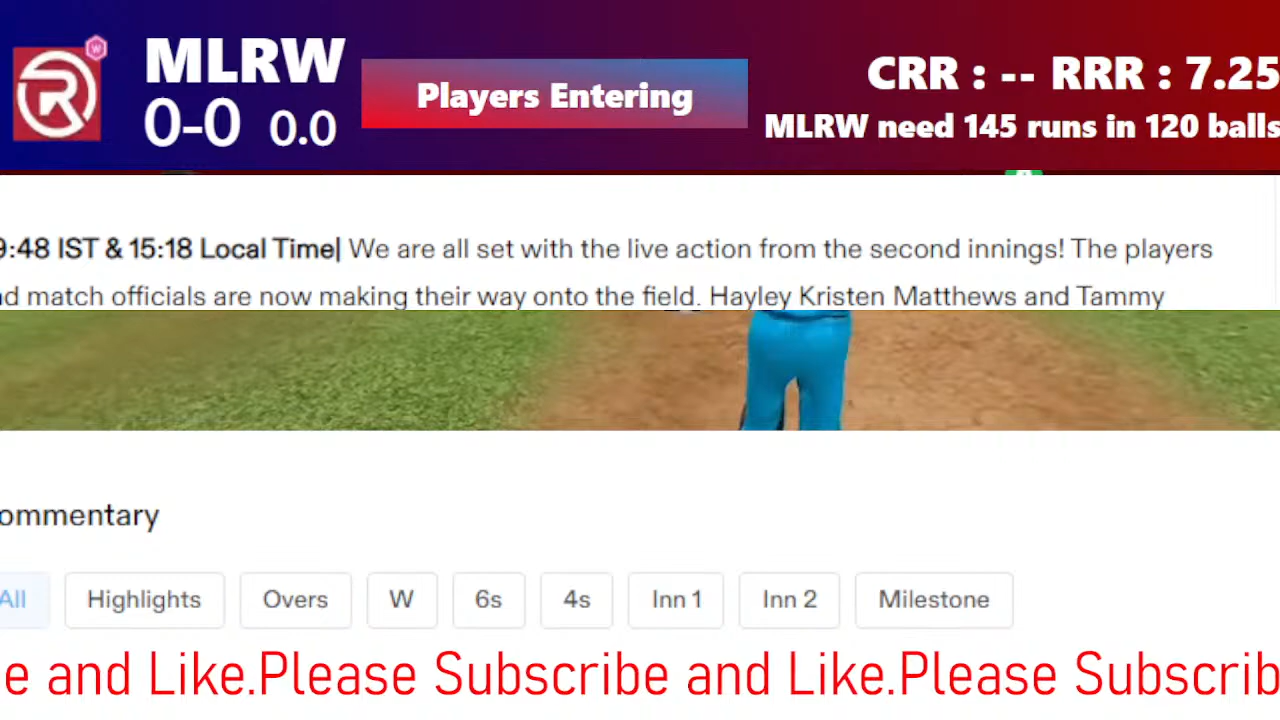 MLRW
0-0 0.0
Players Entering
CRR : -- RRR : 7.25
MLRW need 145 runs in 120 balls
9:48 IST & 15:18 Local Time| We are all set with the live action from the second innings! The players
nd match officials are now making their way onto the field. Hayley Kristen Matthews and Tammy
ommentary
All Highlights Overs W 6s 4s Inn 1 Inn 2 Milestone
e and Like.Please Subscribe and Like.Please Subscrib